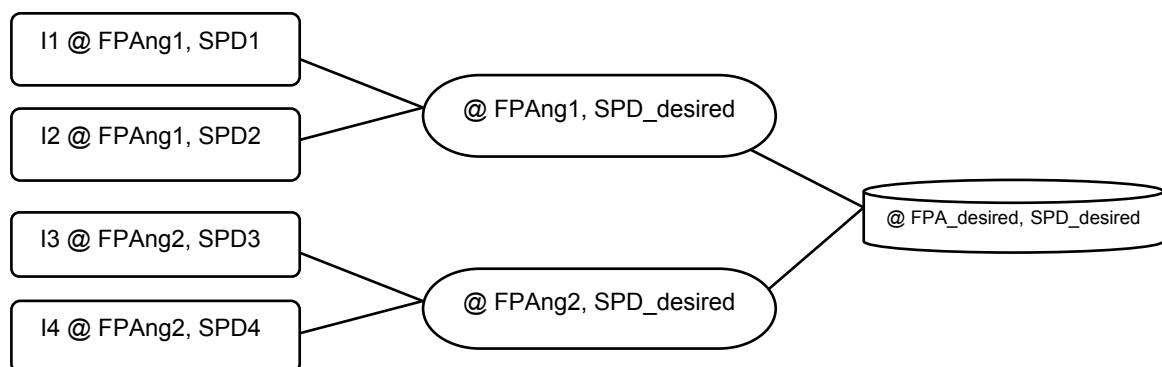 I1 @ FPAng1, SPD1
I2 @ FPAng1, SPD2
@ FPAng1, SPD_desired
I3 @ FPAng2, SPD3
I4 @ FPAng2, SPD4
@ FPAng2, SPD_desired
@ FPA_desired, SPD_desired